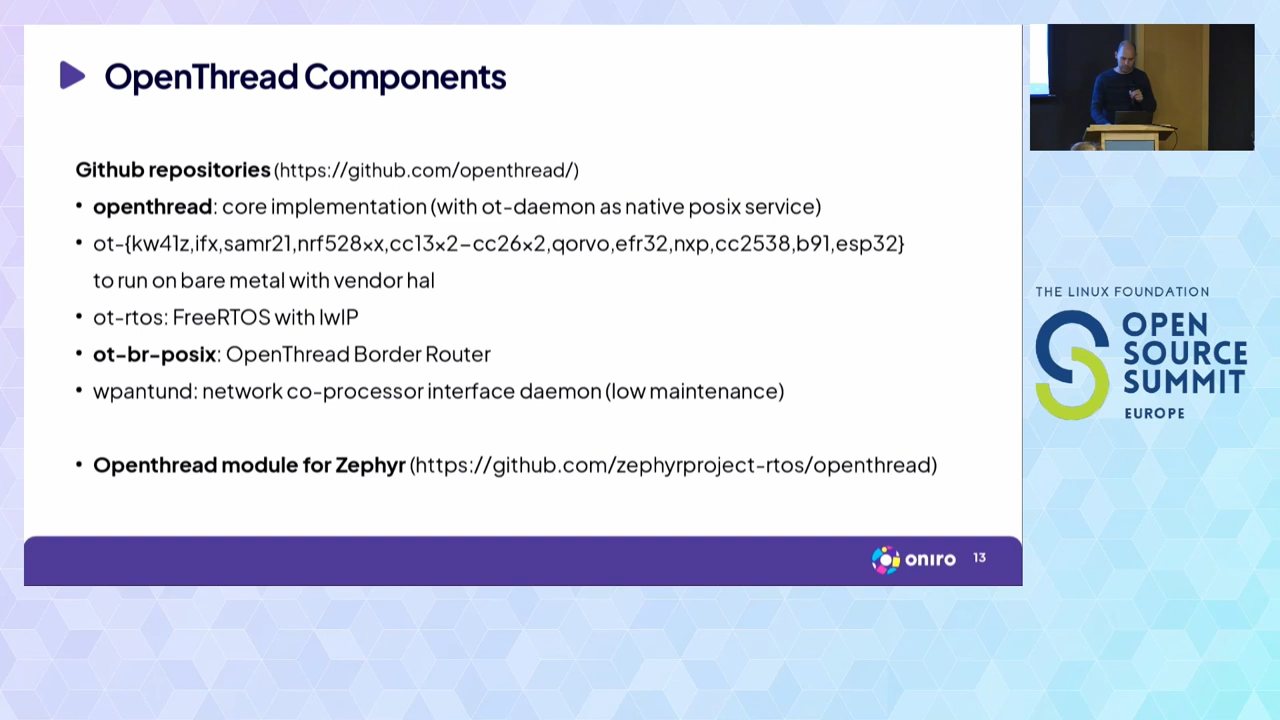 OpenThread Components
Github repositories (https://github.com/openthread/)
• openthread: core implementation (with ot-daemon as native posix service)
• ot-{kw41z,ifx,samr21,nrf528xx,cc13x2-cc26x2,qorvo,efr32,nxp,cc2538,b91,esp32}
to run on bare metal with vendor hal
• ot-rtos: FreeRTOS with lwIP
• ot-br-posix: OpenThread Border Router
• wpantund: network co-processor interface daemon (low maintenance)
• Openthread module for Zephyr (https://github.com/zephyrproject-rtos/openthread)
oniro 13
THE LINUX FOUNDATION
OPEN
SOURCE
SUMMIT
EUROPE